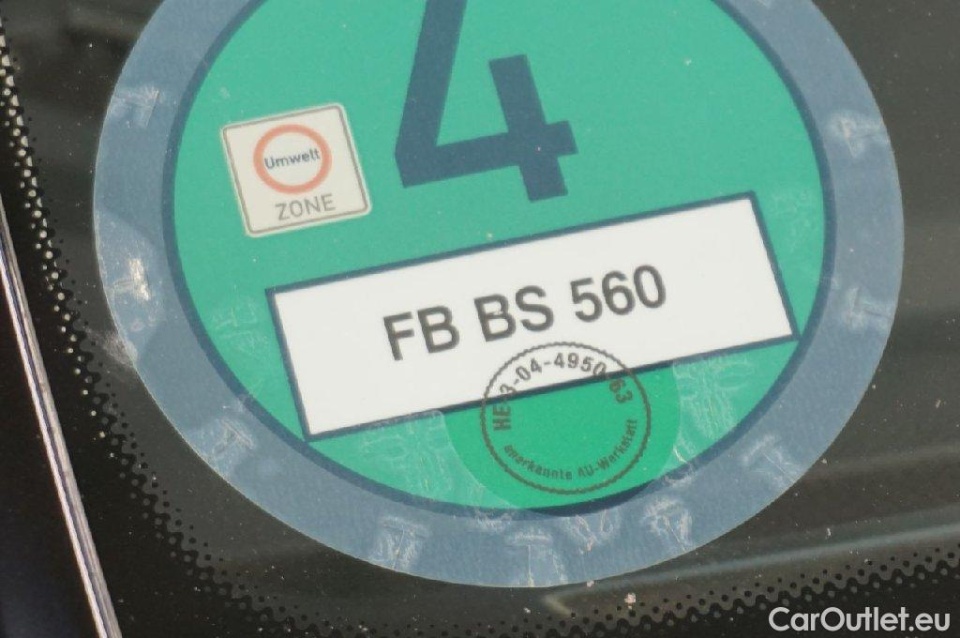 4
Umwelt
ZONE
FB BS 560
anerkannte AU-Werkstatt
CarOutlet.eu